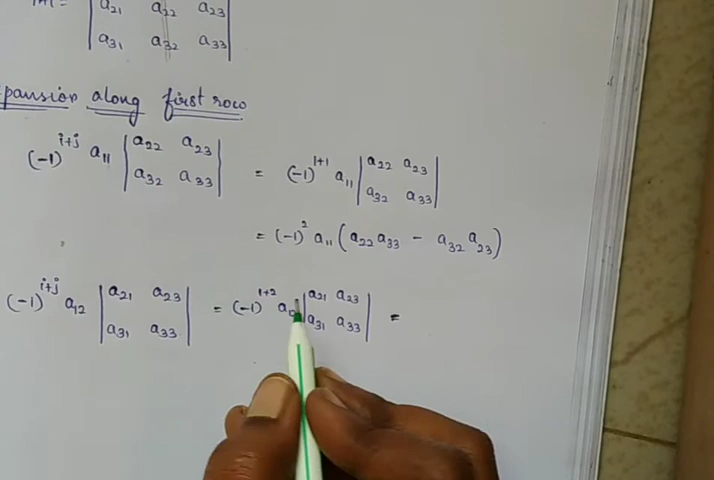 |A| = | a₂₁ a₂₂ a₂₃ |
| a₃₁ a₃₂ a₃₃ |
pansion along first row
(-1)^{i+j} a₁₁ | a₂₂ a₂₃ | = (-1)^{1+1} a₁₁ | a₂₂ a₂₃ |
| a₃₂ a₃₃ | | a₃₂ a₃₃ |
= (-1)² a₁₁ (a₂₂ a₃₃ - a₃₂ a₂₃)
(-1)^{i+j} a₁₂ | a₂₁ a₂₃ | = (-1)^{1+2} a₁₂ | a₂₁ a₂₃ | =
| a₃₁ a₃₃ | | a₃₁ a₃₃ |